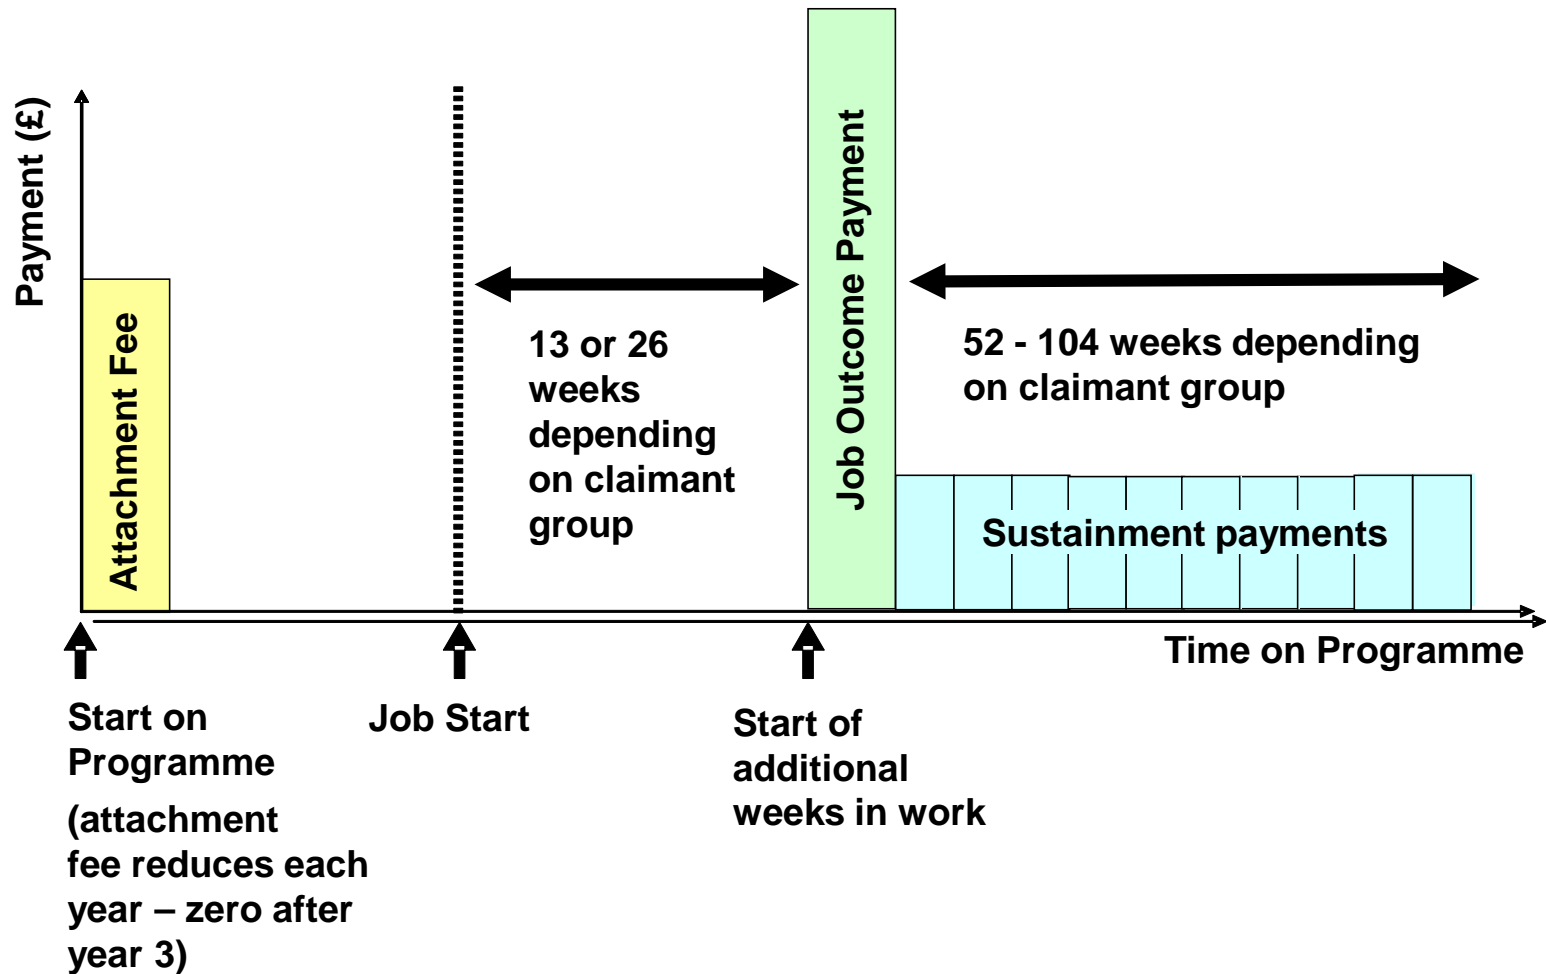 Payment (£)
Attachment Fee
13 or 26
weeks
depending
on claimant
group
Job Outcome Payment
52 - 104 weeks depending
on claimant group
Sustainment payments
Time on Programme
Start on
Programme
(attachment
fee reduces each
year – zero after
year 3)
Job Start
Start of
additional
weeks in work